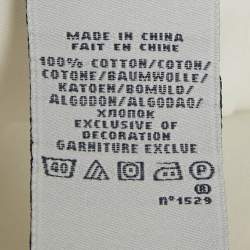 MADE IN CHINA
FAIT EN CHINE
100% COTTON/COTON/
COTONE/BAUMWOLLE/
KATOEN/BOMULD/
ALGODON/ALGODAO/
ХЛОПОК
EXCLUSIVE OF
DECORATION
GARNITURE EXCLUE
40 P
R
n°1529